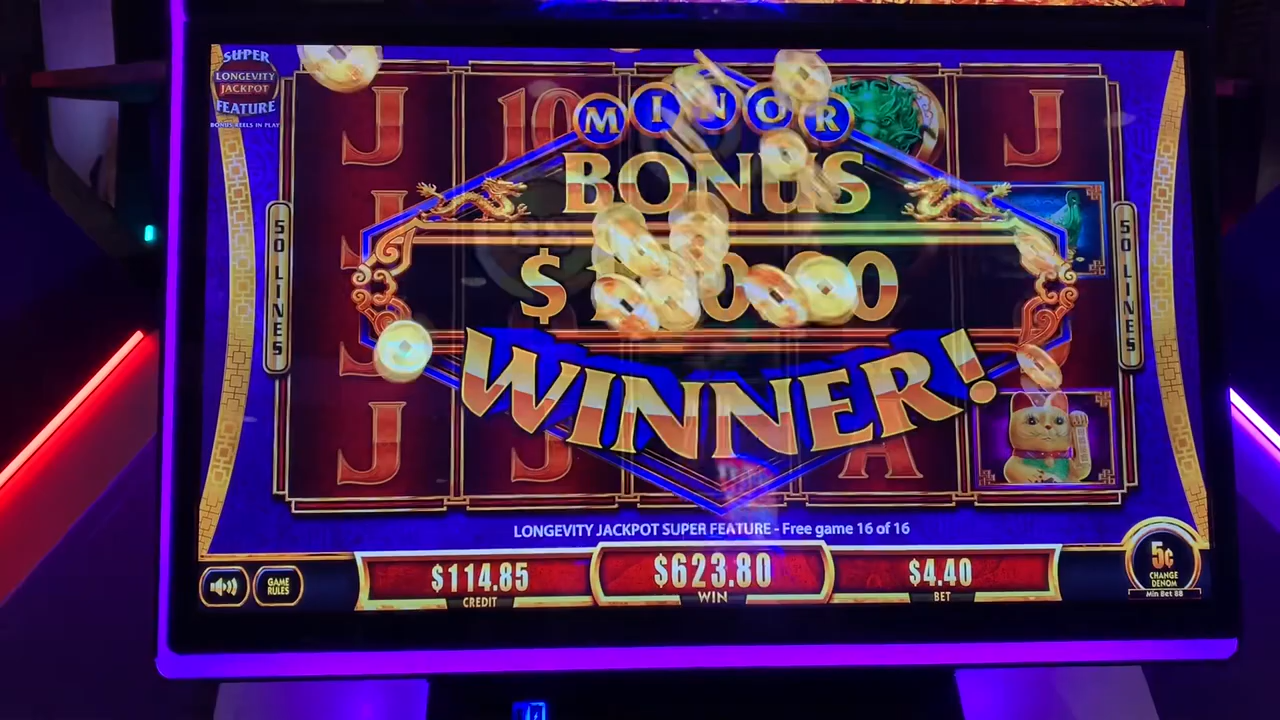 SUPER
LONGEVITY
JACKPOT
FEATURE
BONUS REELS IN PLAY
J
10
J
MINOR
BONUS
50 LINES
50 LINES
WINNER!
J
J
A
LONGEVITY JACKPOT SUPER FEATURE - Free game 16 of 16
GAME
RULES
$114.85
CREDIT
$623.80
WIN
$4.40
BET
5¢
CHANGE
DENOM
Min Bet 88